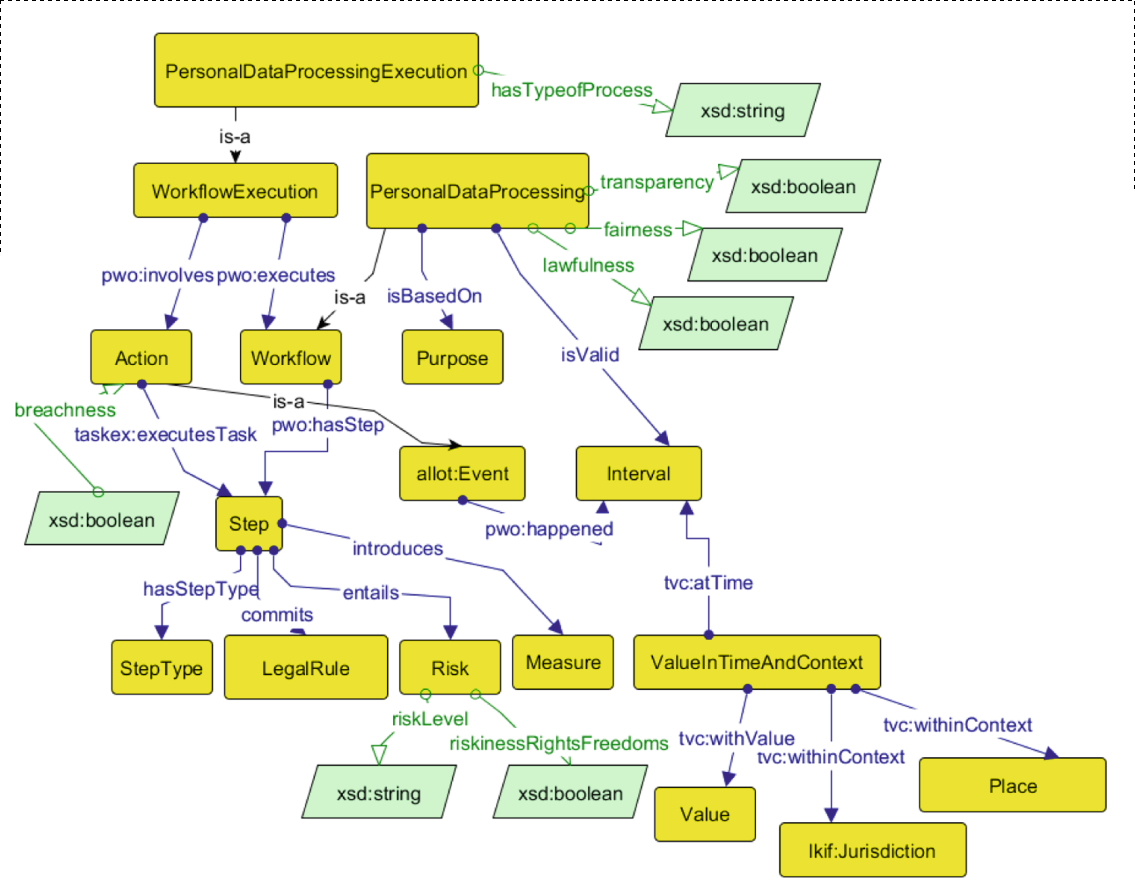 PersonalDataProcessingExecution
hasTypeofProcess
xsd:string
is-a
WorkflowExecution
PersonalDataProcessing
transparency
xsd:boolean
fairness
xsd:boolean
lawfulness
xsd:boolean
pwo:involves
pwo:executes
is-a
isBasedOn
isValid
Action
Workflow
Purpose
breachness
is-a
taskex:executesTask
pwo:hasStep
allot:Event
Interval
xsd:boolean
Step
pwo:happened
introduces
tvc:atTime
hasStepType
commits
entails
StepType
LegalRule
Risk
Measure
ValueInTimeAndContext
riskLevel
riskinessRightsFreedoms
tvc:withValue
tvc:withinContext
tvc:withinContext
xsd:string
xsd:boolean
Value
Place
lkif:Jurisdiction